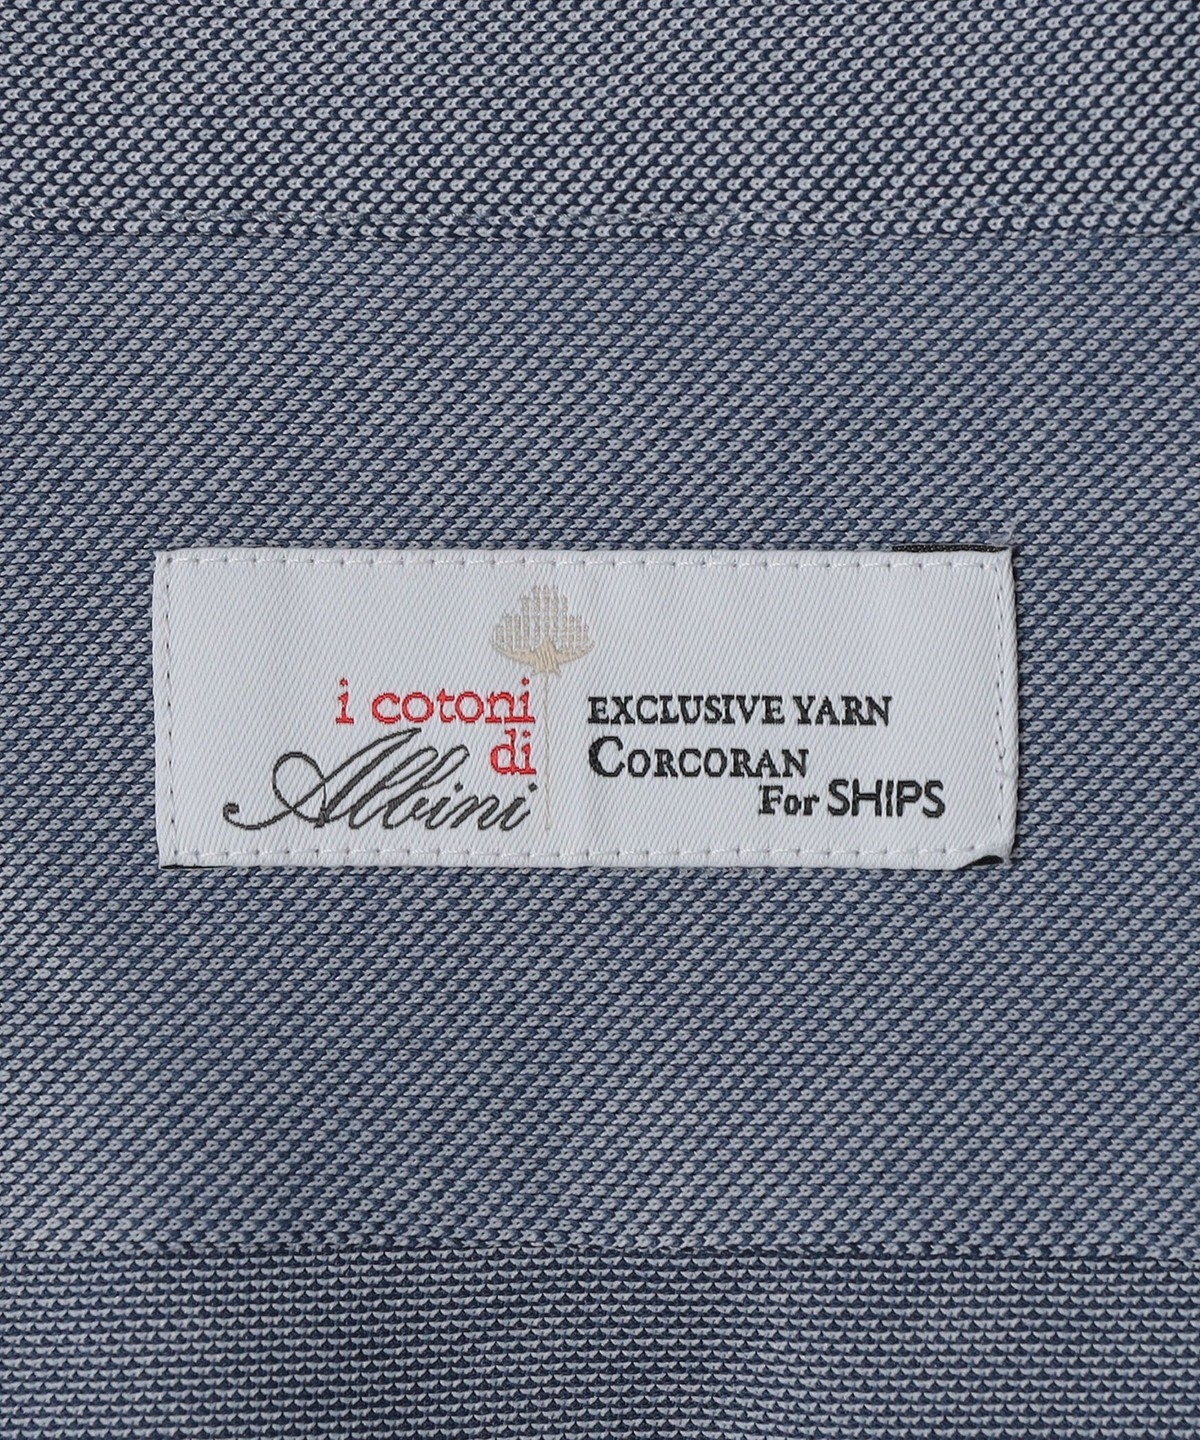 i cotoni
di
Albini
EXCLUSIVE YARN
CORCORAN
For SHIPS